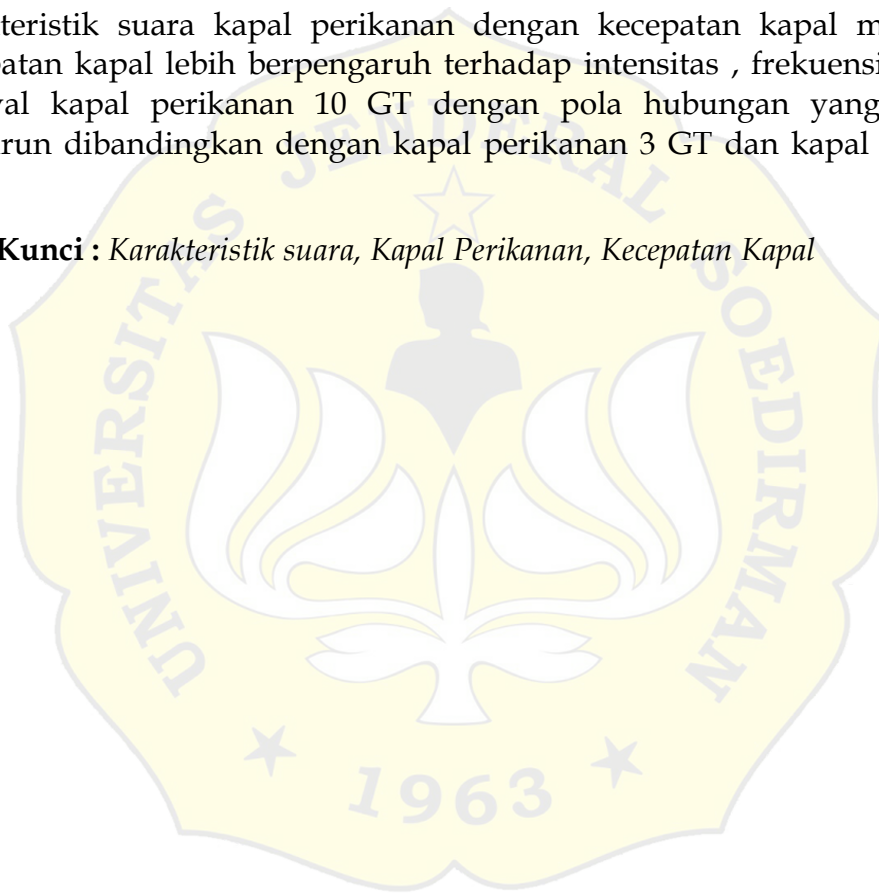 teristik suara kapal perikanan dengan kecepatan kapal m
patan kapal lebih berpengaruh terhadap intensitas , frekuensi
val kapal perikanan 10 GT dengan pola hubungan yang
urun dibandingkan dengan kapal perikanan 3 GT dan kapal
Kunci : Karakteristik suara, Kapal Perikanan, Kecepatan Kapal
UNIVERSITAS JENDERAL SOEDIRMAN
1963